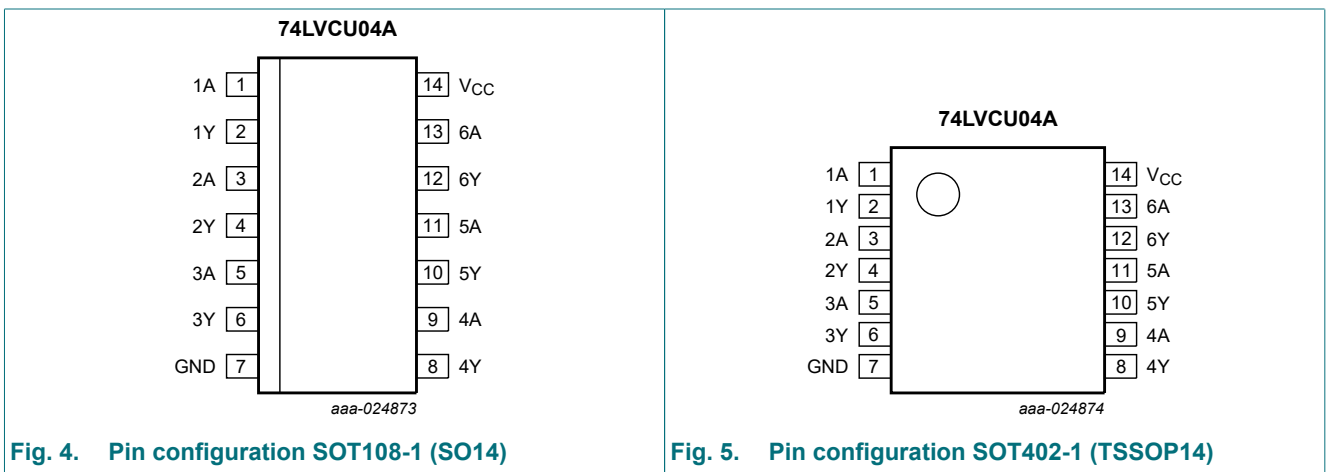 74LVCU04A
1A 1 14 VCC
1Y 2 13 6A
2A 3 12 6Y
2Y 4 11 5A
3A 5 10 5Y
3Y 6 9 4A
GND 7 8 4Y
aaa-024873
Fig. 4. Pin configuration SOT108-1 (SO14)
74LVCU04A
1A 1 14 VCC
1Y 2 13 6A
2A 3 12 6Y
2Y 4 11 5A
3A 5 10 5Y
3Y 6 9 4A
GND 7 8 4Y
aaa-024874
Fig. 5. Pin configuration SOT402-1 (TSSOP14)